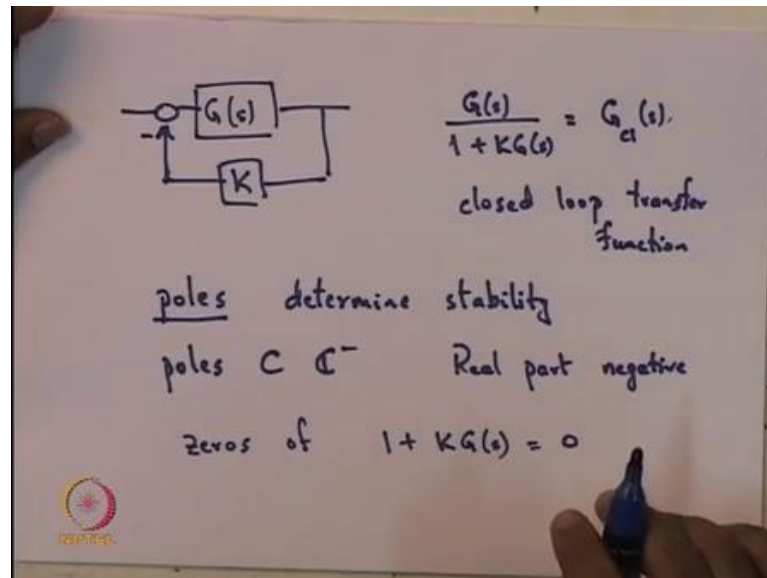 G(s)
-
K
G(s) / 1 + KG(s) = G_cl(s).
closed loop transfer
function
poles determine stability
poles ⊂ ℂ⁻ Real part negative
zeros of 1 + KG(s) = 0
NPTEL